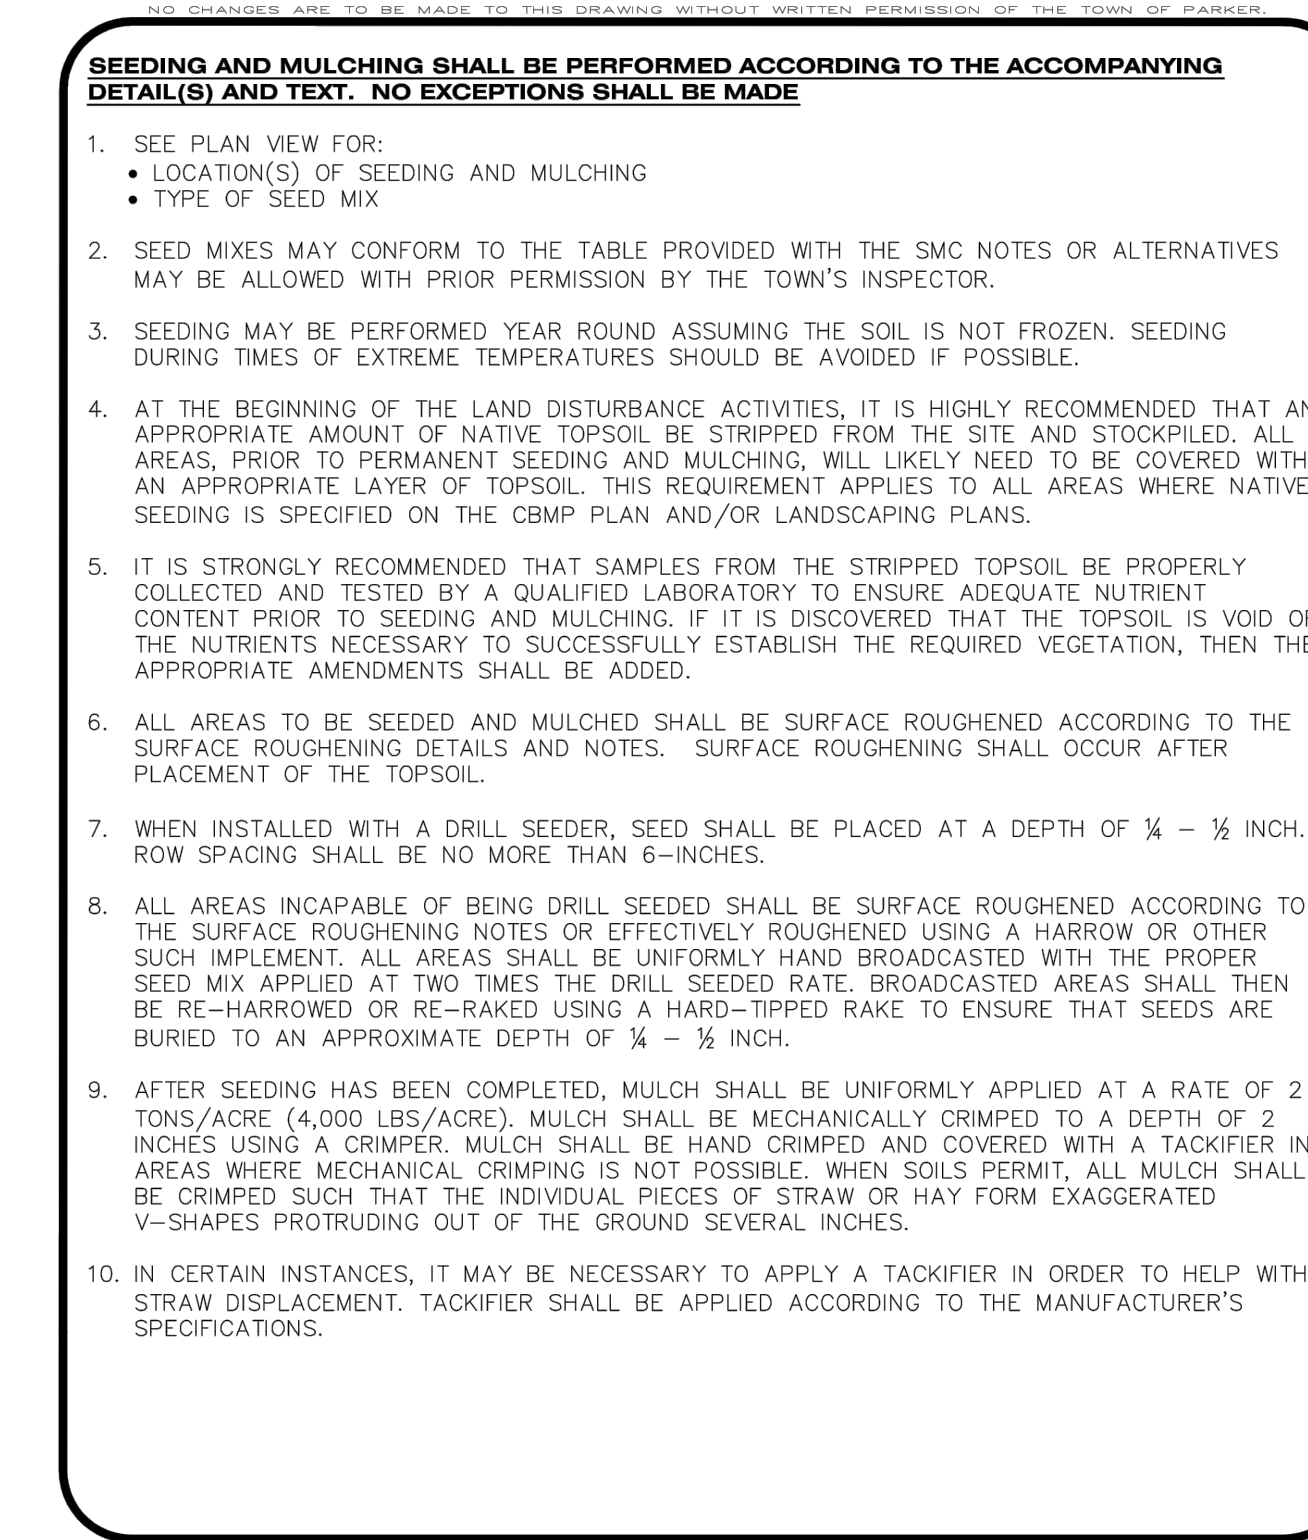 NO CHANGES ARE TO BE MADE TO THIS DRAWING WITHOUT WRITTEN PERMISSION OF THE TOWN OF PARKER.
SEEDING AND MULCHING SHALL BE PERFORMED ACCORDING TO THE ACCOMPANYING
DETAIL(S) AND TEXT.  NO EXCEPTIONS SHALL BE MADE
1. SEE PLAN VIEW FOR:
• LOCATION(S) OF SEEDING AND MULCHING
• TYPE OF SEED MIX
2. SEED MIXES MAY CONFORM TO THE TABLE PROVIDED WITH THE SMC NOTES OR ALTERNATIVES
MAY BE ALLOWED WITH PRIOR PERMISSION BY THE TOWN'S INSPECTOR.
3. SEEDING MAY BE PERFORMED YEAR ROUND ASSUMING THE SOIL IS NOT FROZEN. SEEDING
DURING TIMES OF EXTREME TEMPERATURES SHOULD BE AVOIDED IF POSSIBLE.
4. AT THE BEGINNING OF THE LAND DISTURBANCE ACTIVITIES, IT IS HIGHLY RECOMMENDED THAT AN
APPROPRIATE AMOUNT OF NATIVE TOPSOIL BE STRIPPED FROM THE SITE AND STOCKPILED. ALL
AREAS, PRIOR TO PERMANENT SEEDING AND MULCHING, WILL LIKELY NEED TO BE COVERED WITH
AN APPROPRIATE LAYER OF TOPSOIL. THIS REQUIREMENT APPLIES TO ALL AREAS WHERE NATIVE
SEEDING IS SPECIFIED ON THE CBMP PLAN AND/OR LANDSCAPING PLANS.
5. IT IS STRONGLY RECOMMENDED THAT SAMPLES FROM THE STRIPPED TOPSOIL BE PROPERLY
COLLECTED AND TESTED BY A QUALIFIED LABORATORY TO ENSURE ADEQUATE NUTRIENT
CONTENT PRIOR TO SEEDING AND MULCHING. IF IT IS DISCOVERED THAT THE TOPSOIL IS VOID OF
THE NUTRIENTS NECESSARY TO SUCCESSFULLY ESTABLISH THE REQUIRED VEGETATION, THEN THE
APPROPRIATE AMENDMENTS SHALL BE ADDED.
6. ALL AREAS TO BE SEEDED AND MULCHED SHALL BE SURFACE ROUGHENED ACCORDING TO THE
SURFACE ROUGHENING DETAILS AND NOTES.  SURFACE ROUGHENING SHALL OCCUR AFTER
PLACEMENT OF THE TOPSOIL.
7. WHEN INSTALLED WITH A DRILL SEEDER, SEED SHALL BE PLACED AT A DEPTH OF ¼ – ½ INCH.
ROW SPACING SHALL BE NO MORE THAN 6–INCHES.
8. ALL AREAS INCAPABLE OF BEING DRILL SEEDED SHALL BE SURFACE ROUGHENED ACCORDING TO
THE SURFACE ROUGHENING NOTES OR EFFECTIVELY ROUGHENED USING A HARROW OR OTHER
SUCH IMPLEMENT. ALL AREAS SHALL BE UNIFORMLY HAND BROADCASTED WITH THE PROPER
SEED MIX APPLIED AT TWO TIMES THE DRILL SEEDED RATE. BROADCASTED AREAS SHALL THEN
BE RE–HARROWED OR RE–RAKED USING A HARD–TIPPED RAKE TO ENSURE THAT SEEDS ARE
BURIED TO AN APPROXIMATE DEPTH OF ¼ – ½ INCH.
9. AFTER SEEDING HAS BEEN COMPLETED, MULCH SHALL BE UNIFORMLY APPLIED AT A RATE OF 2
TONS/ACRE (4,000 LBS/ACRE). MULCH SHALL BE MECHANICALLY CRIMPED TO A DEPTH OF 2
INCHES USING A CRIMPER. MULCH SHALL BE HAND CRIMPED AND COVERED WITH A TACKIFIER IN
AREAS WHERE MECHANICAL CRIMPING IS NOT POSSIBLE. WHEN SOILS PERMIT, ALL MULCH SHALL
BE CRIMPED SUCH THAT THE INDIVIDUAL PIECES OF STRAW OR HAY FORM EXAGGERATED
V–SHAPES PROTRUDING OUT OF THE GROUND SEVERAL INCHES.
10. IN CERTAIN INSTANCES, IT MAY BE NECESSARY TO APPLY A TACKIFIER IN ORDER TO HELP WITH
STRAW DISPLACEMENT. TACKIFIER SHALL BE APPLIED ACCORDING TO THE MANUFACTURER'S
SPECIFICATIONS.